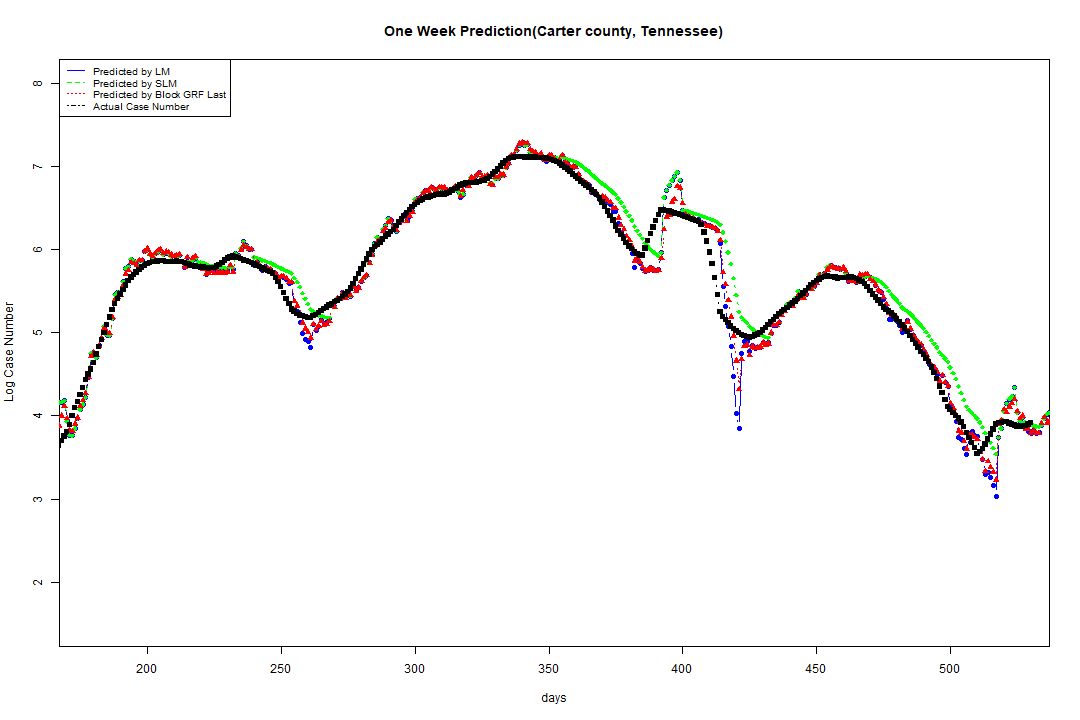 One Week Prediction(Carter county, Tennessee)
Predicted by LM
Predicted by SLM
Predicted by Block GRF Last
Actual Case Number
Log Case Number
8
7
6
5
4
3
2
200 250 300 350 400 450 500
days